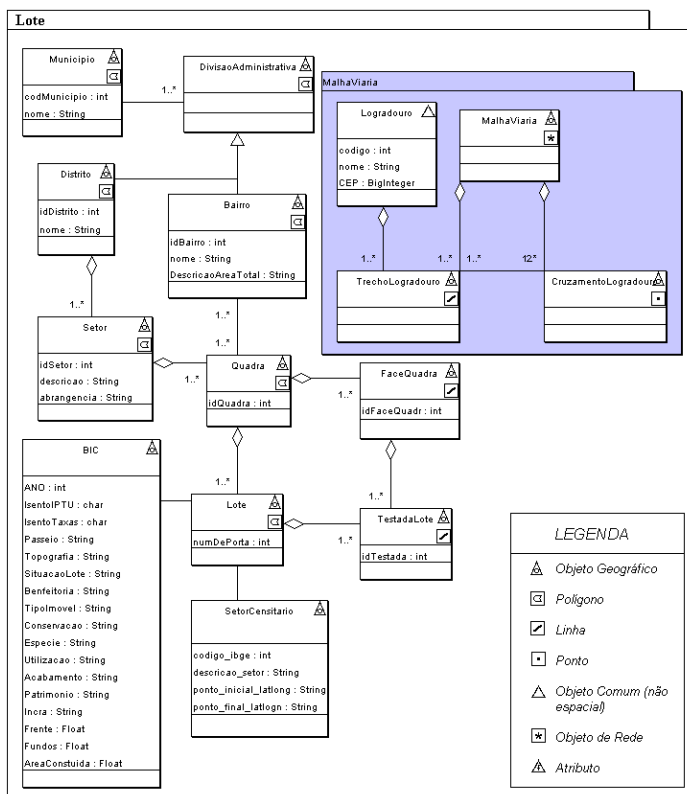 Lote
Municipio
codMunicipio : int
nome : String
1..*
DivisaoAdministrativa
Distrito
idDistrito : int
nome : String
Bairro
idBairro : int
nome : String
DescricaoAreaTotal : String
1..*
1..*
1..*
Setor
idSetor : int
descricao : String
abrangencia : String
1..*
Quadra
idQuadra : int
1..*
FaceQuadra
idFaceQuadr : int
1..*
1..*
BIC
ANO : int
IsentoIPTU : char
IsentoTaxas : char
Passeio : String
Topografia : String
SituacaoLote : String
Benfeitoria : String
TipoImovel : String
Conservacao : String
Especie : String
Utilizacao : String
Acabamento : String
Patrimonio : String
Incra : String
Frente : Float
Fundos : Float
AreaConstuida : Float
Lote
numDePorta : int
1..*
TestadaLote
idTestada : int
SetorCensitario
codigo_ibge : int
descricao_setor : String
ponto_inicial_latlong : String
ponto_final_latlogn : String
MalhaViaria
Logradouro
codigo : int
nome : String
CEP : BigInteger
MalhaViaria
1..*
1..*
1..*
12*
TrechoLogradouro
CruzamentoLogradouro
LEGENDA
Objeto Geográfico
Polígono
Linha
Ponto
Objeto Comum (não
espacial)
Objeto de Rede
Atributo